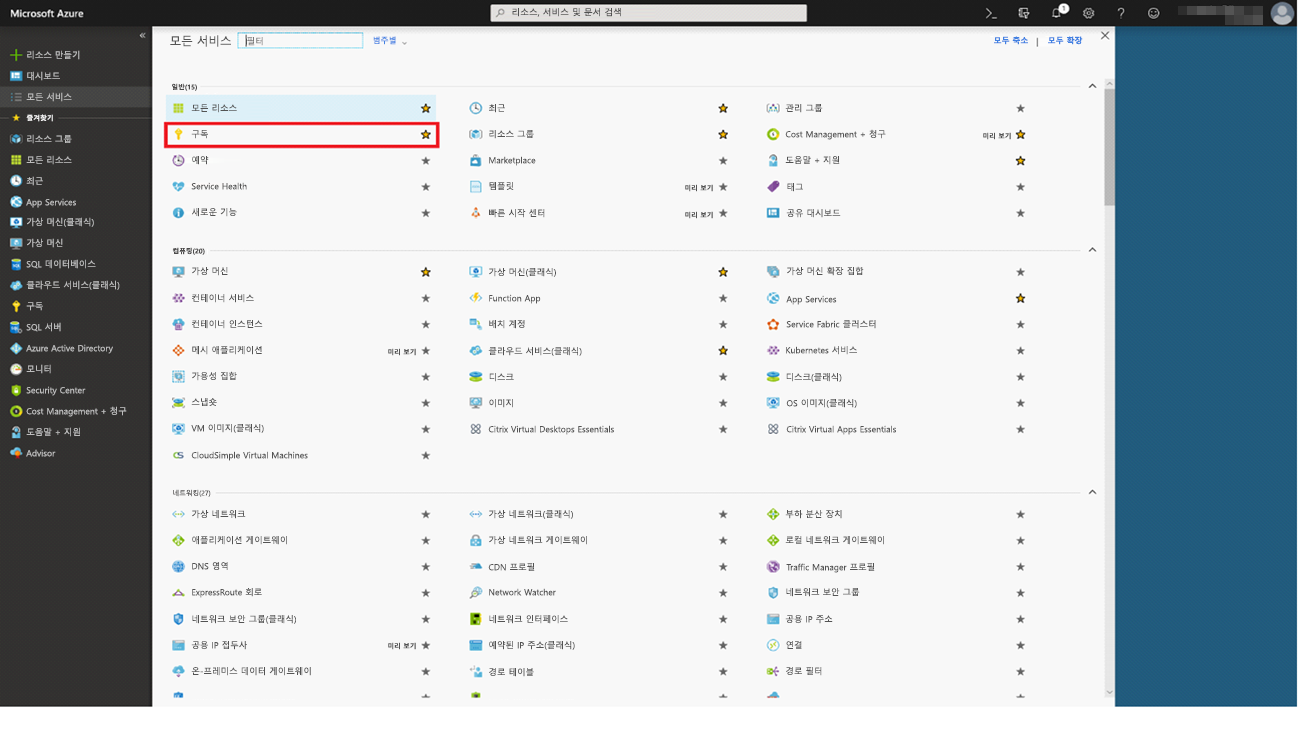 Microsoft Azure
리소스, 서비스 및 문서 검색
1
리소스 만들기
대시보드
모든 서비스
즐겨찾기
리소스 그룹
모든 리소스
최근
App Services
가상 머신(클래식)
가상 머신
SQL 데이터베이스
클라우드 서비스(클래식)
구독
SQL 서버
Azure Active Directory
모니터
Security Center
Cost Management + 청구
도움말 + 지원
Advisor
모든 서비스 필터 범주별 모두 축소 | 모두 확장
일반(15)
모든 리소스 최근 관리 그룹
구독 리소스 그룹 Cost Management + 청구 미리 보기
예약 Marketplace 도움말 + 지원
Service Health 템플릿 미리 보기 태그
새로운 기능 빠른 시작 센터 미리 보기 공유 대시보드
컴퓨팅(20)
가상 머신 가상 머신(클래식) 가상 머신 확장 집합
컨테이너 서비스 Function App App Services
컨테이너 인스턴스 배치 계정 Service Fabric 클러스터
메시 애플리케이션 미리 보기 클라우드 서비스(클래식) Kubernetes 서비스
가용성 집합 디스크 디스크(클래식)
스냅숏 이미지 OS 이미지(클래식)
VM 이미지(클래식) Citrix Virtual Desktops Essentials Citrix Virtual Apps Essentials
CS CloudSimple Virtual Machines
네트워킹(27)
가상 네트워크 가상 네트워크(클래식) 부하 분산 장치
애플리케이션 게이트웨이 가상 네트워크 게이트웨이 로컬 네트워크 게이트웨이
DNS 영역 CDN 프로필 Traffic Manager 프로필
ExpressRoute 회로 Network Watcher 네트워크 보안 그룹
네트워크 보안 그룹(클래식) 네트워크 인터페이스 공용 IP 주소
공용 IP 접두사 미리 보기 예약된 IP 주소(클래식) 연결
온-프레미스 데이터 게이트웨이 경로 테이블 경로 필터